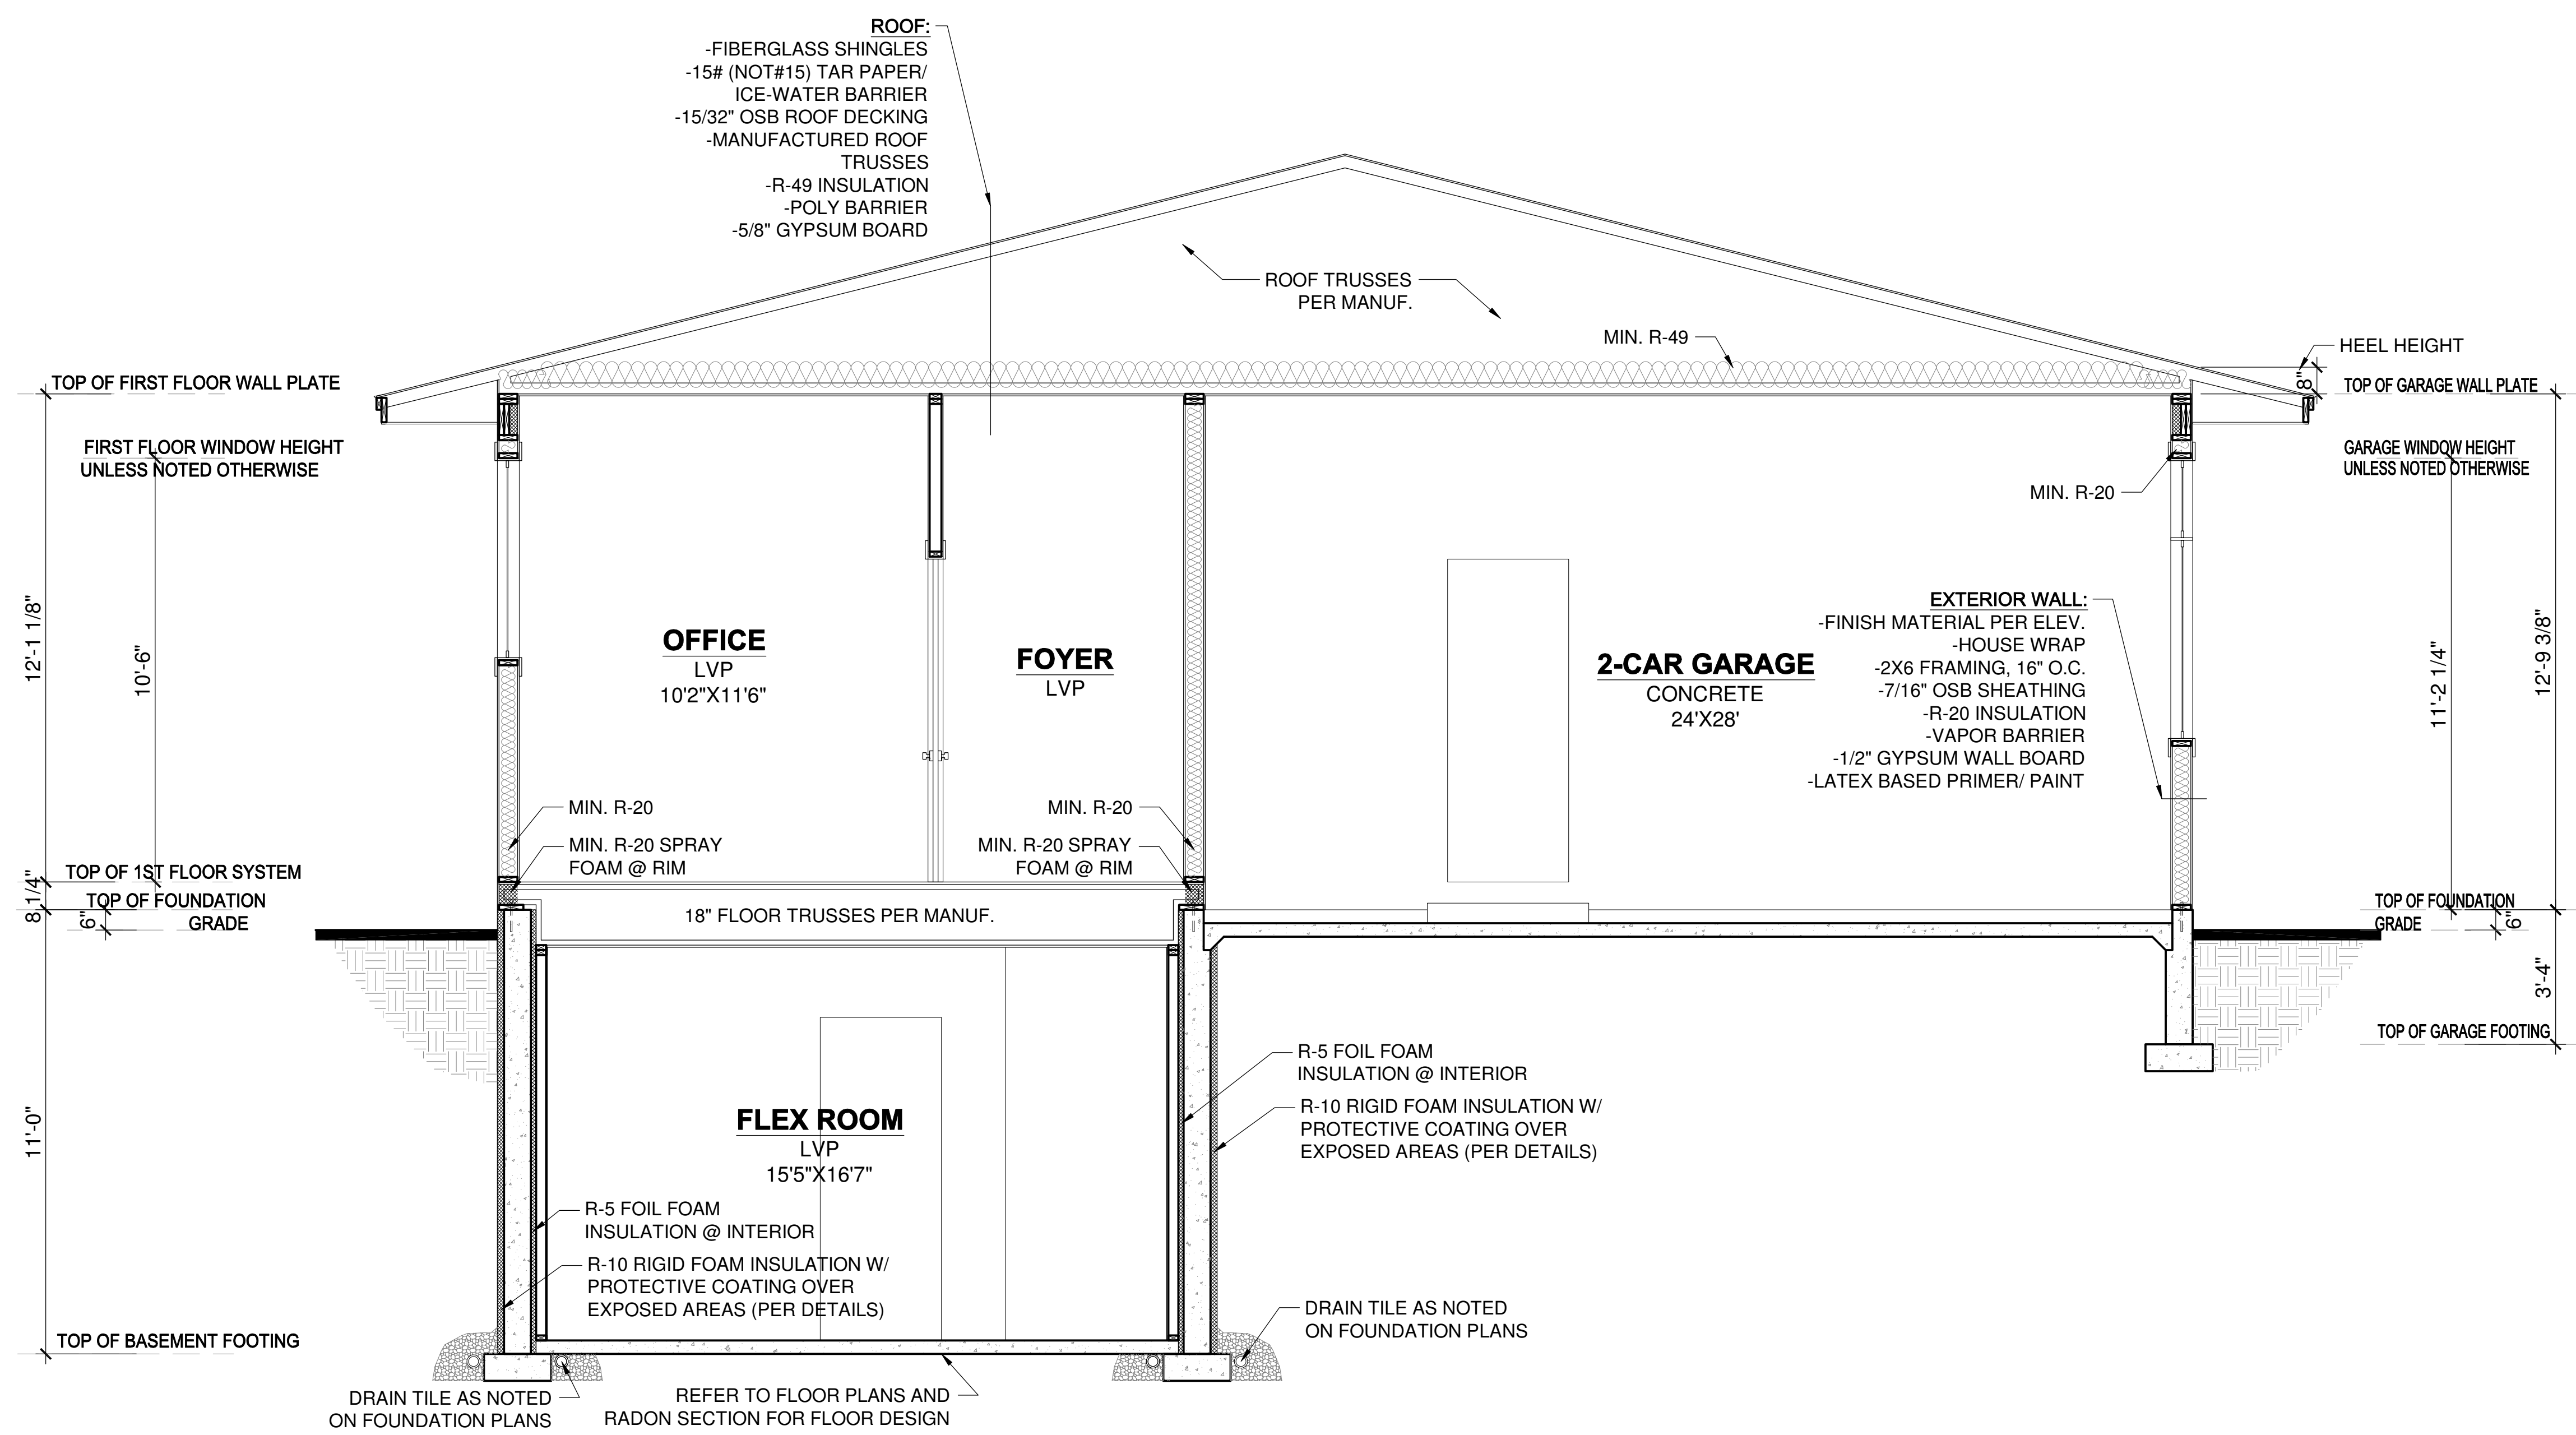 ROOF:
-FIBERGLASS SHINGLES
-15# (NOT#15) TAR PAPER/
ICE-WATER BARRIER
-15/32" OSB ROOF DECKING
-MANUFACTURED ROOF
TRUSSES
-R-49 INSULATION
-POLY BARRIER
-5/8" GYPSUM BOARD
ROOF TRUSSES
PER MANUF.
MIN. R-49
HEEL HEIGHT
8"
TOP OF FIRST FLOOR WALL PLATE
TOP OF GARAGE WALL PLATE
FIRST FLOOR WINDOW HEIGHT
UNLESS NOTED OTHERWISE
GARAGE WINDOW HEIGHT
UNLESS NOTED OTHERWISE
MIN. R-20
12'-1 1/8"
10'-6"
OFFICE
LVP
10'2"X11'6"
FOYER
LVP
2-CAR GARAGE
CONCRETE
24'X28'
EXTERIOR WALL:
-FINISH MATERIAL PER ELEV.
-HOUSE WRAP
-2X6 FRAMING, 16" O.C.
-7/16" OSB SHEATHING
-R-20 INSULATION
-VAPOR BARRIER
-1/2" GYPSUM WALL BOARD
-LATEX BASED PRIMER/ PAINT
11'-2 1/4"
12'-9 3/8"
MIN. R-20
MIN. R-20 SPRAY
FOAM @ RIM
MIN. R-20
MIN. R-20 SPRAY
FOAM @ RIM
TOP OF 1ST FLOOR SYSTEM
8 1/4"
TOP OF FOUNDATION
6"
GRADE
18" FLOOR TRUSSES PER MANUF.
TOP OF FOUNDATION
GRADE
6"
3'-4"
TOP OF GARAGE FOOTING
R-5 FOIL FOAM
INSULATION @ INTERIOR
R-10 RIGID FOAM INSULATION W/
PROTECTIVE COATING OVER
EXPOSED AREAS (PER DETAILS)
11'-0"
FLEX ROOM
LVP
15'5"X16'7"
R-5 FOIL FOAM
INSULATION @ INTERIOR
R-10 RIGID FOAM INSULATION W/
PROTECTIVE COATING OVER
EXPOSED AREAS (PER DETAILS)
DRAIN TILE AS NOTED
ON FOUNDATION PLANS
TOP OF BASEMENT FOOTING
DRAIN TILE AS NOTED
ON FOUNDATION PLANS
REFER TO FLOOR PLANS AND
RADON SECTION FOR FLOOR DESIGN